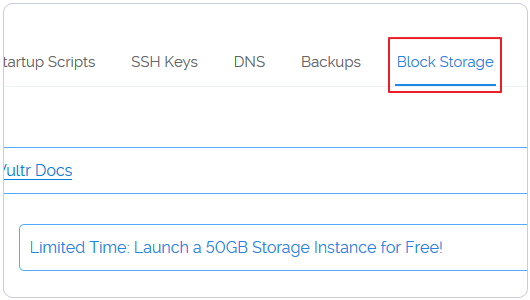 tartup Scripts SSH Keys DNS Backups Block Storage
Vultr Docs
Limited Time: Launch a 50GB Storage Instance for Free!